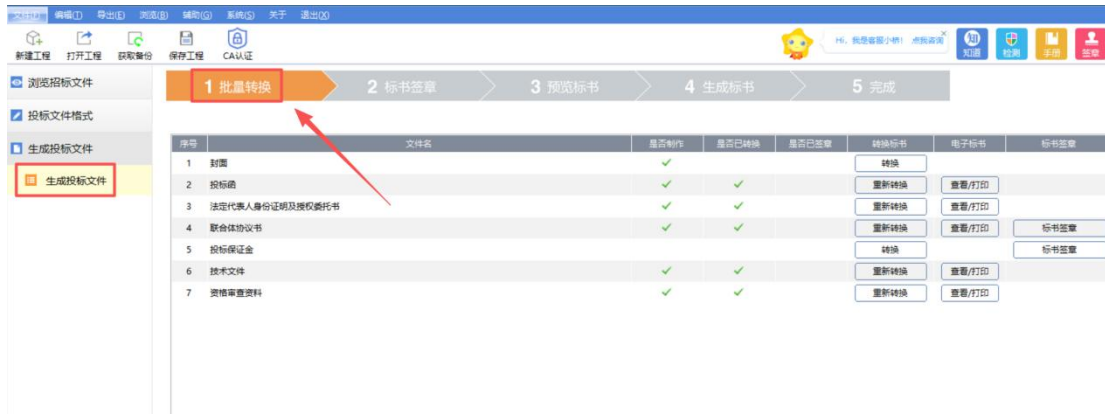 文件(F) 编辑(T) 导出(E) 浏览(B) 辅助(G) 系统(S) 关于 退出(X)
新建工程 打开工程 获取备份 保存工程 CA认证 Hi，我是客服小桥！ 点我咨询 知道 检测 手册 签章
浏览招标文件
投标文件格式
生成投标文件
生成投标文件
1 批量转换 2 标书签章 3 预览标书 4 生成标书 5 完成
序号 文件名 是否制作 是否已转换 是否已签章 转换标书 电子标书 标书签章
1 封面 转换
2 投标函 重新转换 查看/打印
3 法定代表人身份证明及授权委托书 重新转换 查看/打印
4 联合体协议书 重新转换 查看/打印 标书签章
5 投标保证金 转换 标书签章
6 技术文件 重新转换 查看/打印
7 资格审查资料 重新转换 查看/打印